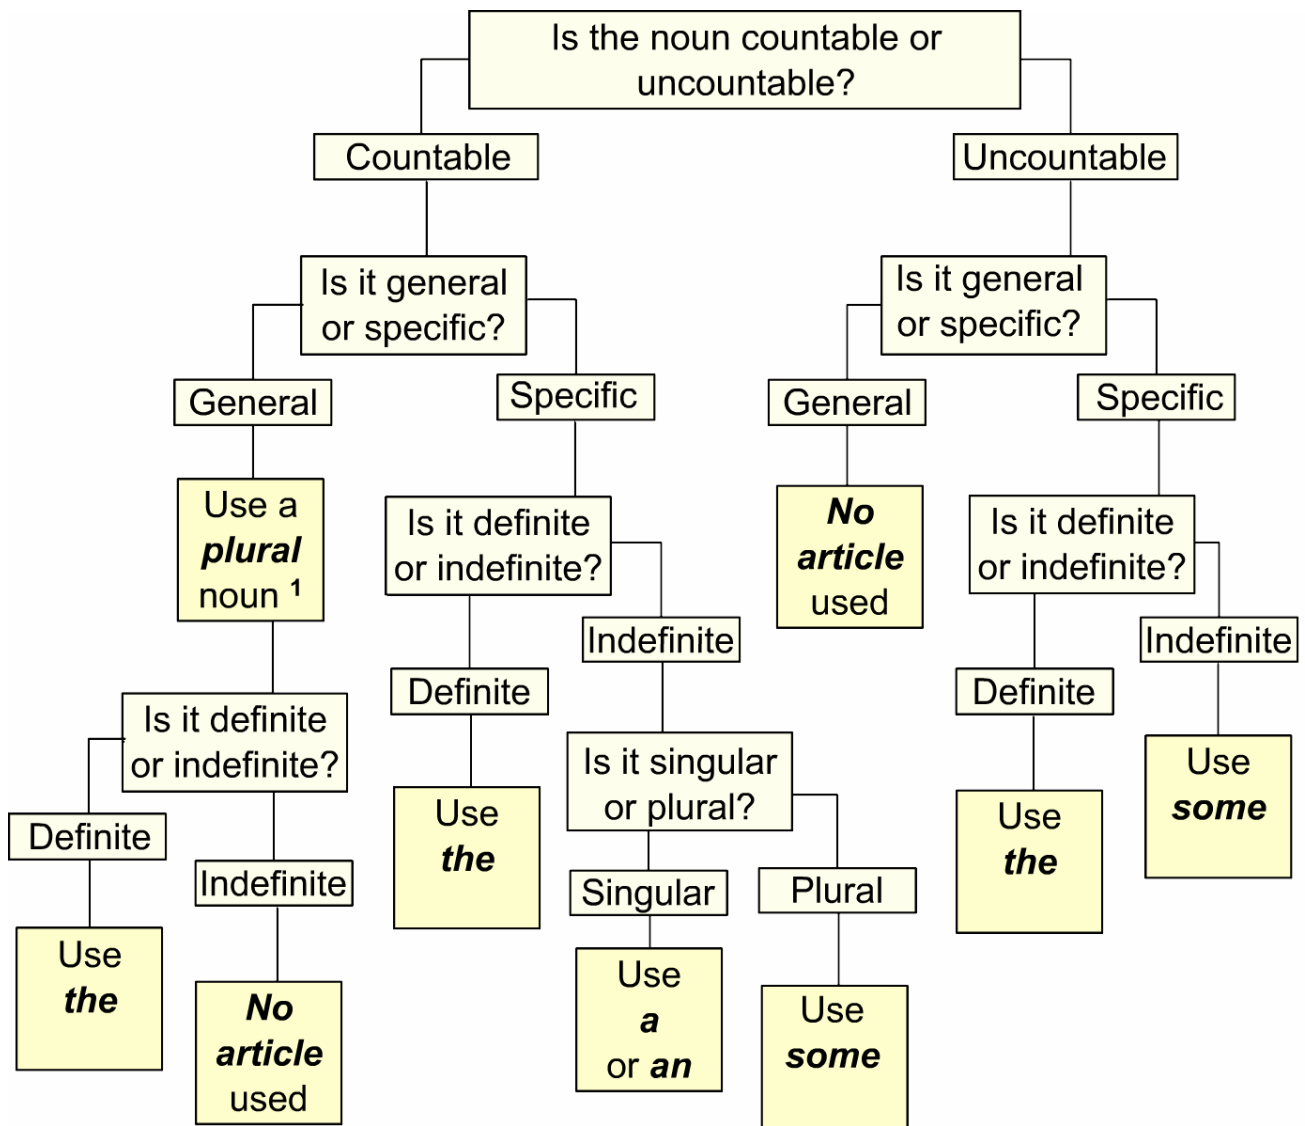 Is the noun countable or
uncountable?
Countable
Uncountable
Is it general
or specific?
Is it general
or specific?
General
Specific
General
Specific
Use a
plural
noun ¹
Is it definite
or indefinite?
No
article
used
Is it definite
or indefinite?
Indefinite
Indefinite
Definite
Definite
Is it definite
or indefinite?
Is it singular
or plural?
Use
some
Use
the
Use
the
Definite
Indefinite
Singular
Plural
Use
the
No
article
used
Use
a
or an
Use
some